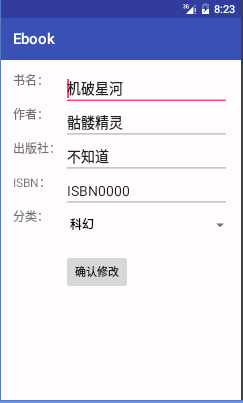 8:23
Ebook
书名： 机破星河
作者： 骷髅精灵
出版社： 不知道
ISBN： ISBN0000
分类： 科幻
确认修改